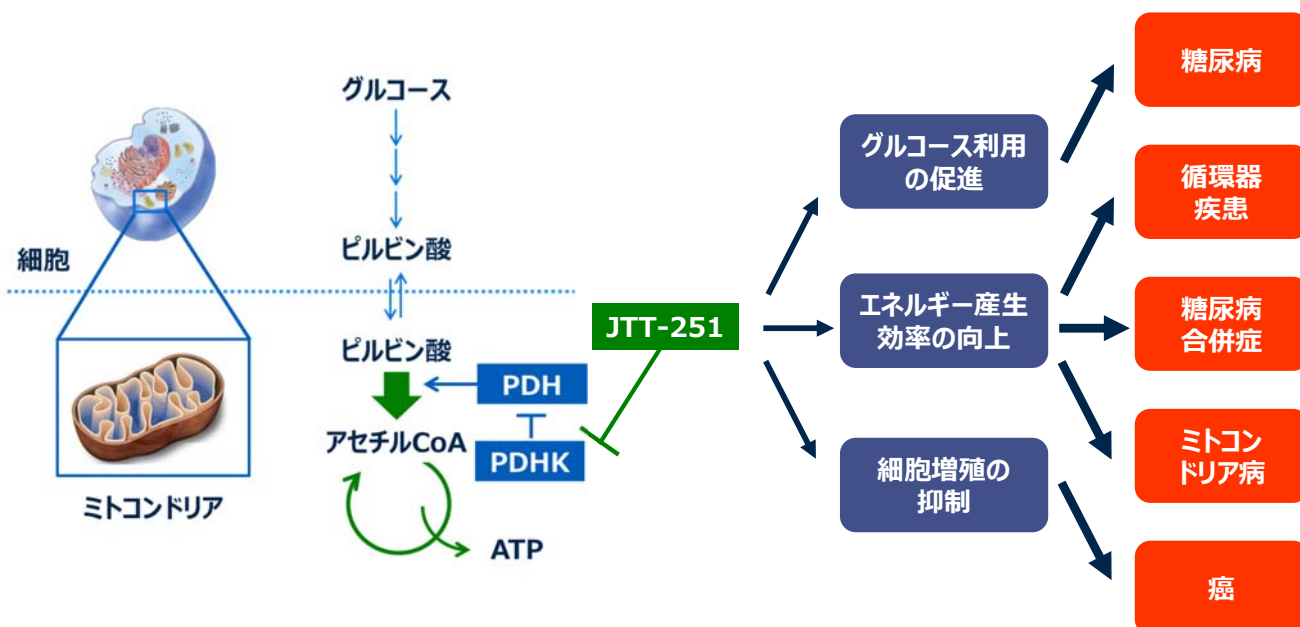 グルコース
ピルビン酸
細胞
ピルビン酸
PDH
アセチルCoA
PDHK
ATP
ミトコンドリア
JTT-251
グルコース利用
の促進
エネルギー産生
効率の向上
細胞増殖の
抑制
糖尿病
循環器
疾患
糖尿病
合併症
ミトコン
ドリア病
癌